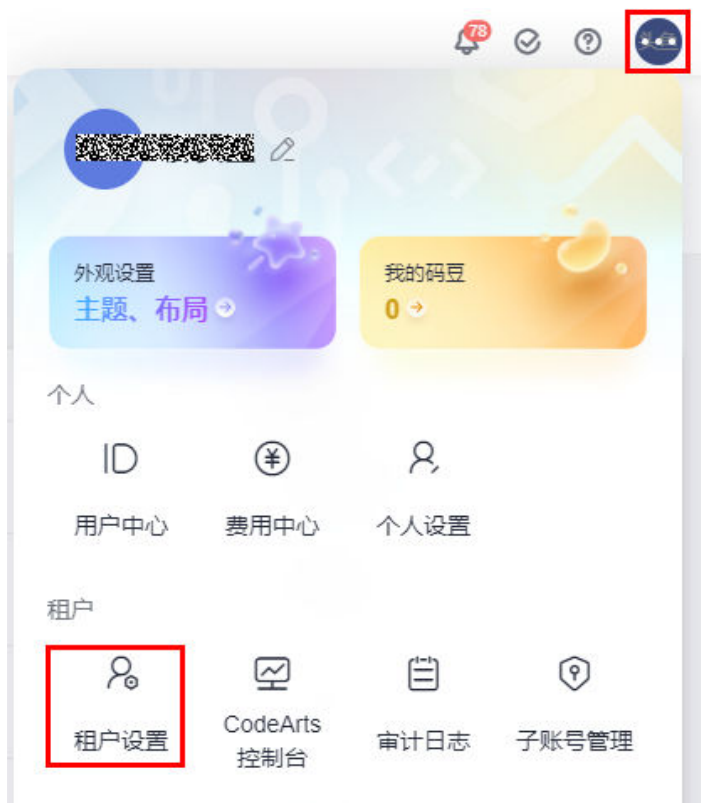 78
外观设置
主题、布局
我的码豆
0
个人
ID
用户中心
费用中心
个人设置
租户
租户设置
CodeArts
控制台
审计日志
子账号管理